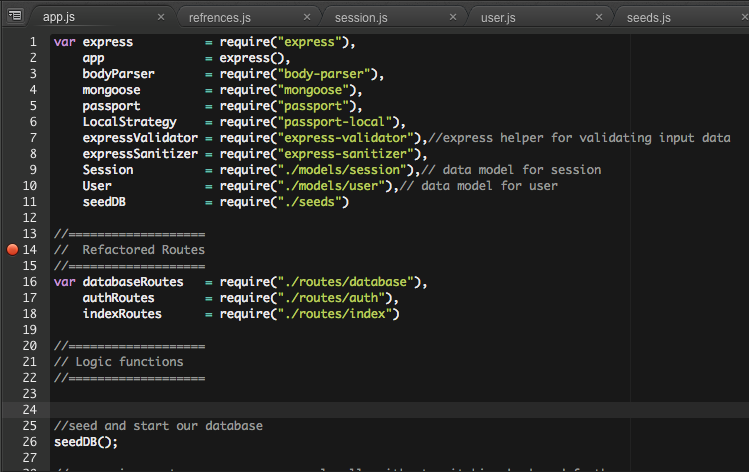 app.js × refrences.js × session.js × user.js × seeds.js ×
1 var express = require("express"),
2 app = express(),
3 bodyParser = require("body-parser"),
4 mongoose = require("mongoose"),
5 passport = require("passport"),
6 LocalStrategy = require("passport-local"),
7 expressValidator = require("express-validator"),//express helper for validating input data
8 expressSanitizer = require("express-sanitizer"),
9 Session = require("./models/session"),// data model for session
10 User = require("./models/user"),// data model for user
11 seedDB = require("./seeds")
12
13 //===================
14 // Refactored Routes
15 //===================
16 var databaseRoutes = require("./routes/database"),
17 authRoutes = require("./routes/auth"),
18 indexRoutes = require("./routes/index")
19
20 //===================
21 // Logic functions
22 //===================
23
24
25 //seed and start our database
26 seedDB();
27